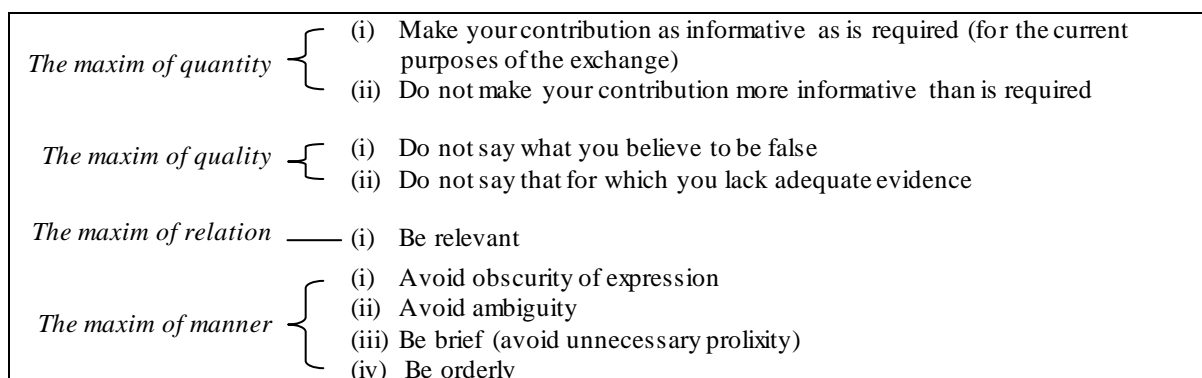 (i) Make your contribution as informative as is required (for the current
The maxim of quantity
purposes of the exchange)
(ii) Do not make your contribution more informative than is required
(i) Do not say what you believe to be false
The maxim of quality
(ii) Do not say that for which you lack adequate evidence
The maxim of relation (i) Be relevant
(i) Avoid obscurity of expression
(ii) Avoid ambiguity
The maxim of manner
(iii) Be brief (avoid unnecessary prolixity)
(iv) Be orderly